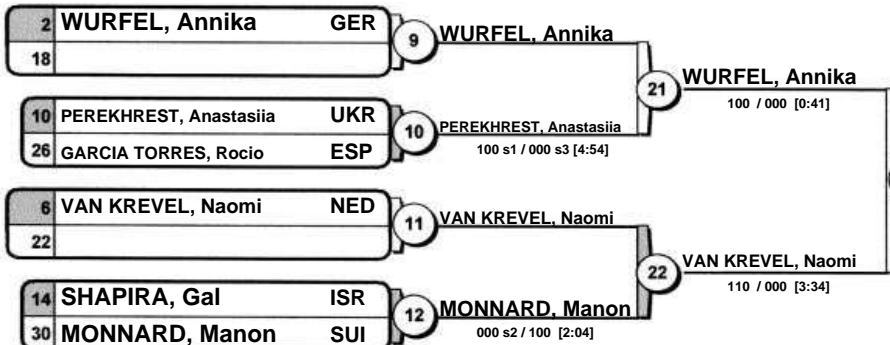 2 WURFEL, Annika GER
18
9
WURFEL, Annika
10 PEREKHREST, Anastasiia UKR
26 GARCIA TORRES, Rocio ESP
10
PEREKHREST, Anastasiia
100 s1 / 000 s3 [4:54]
21
WURFEL, Annika
100 / 000 [0:41]
6 VAN KREVEL, Naomi NED
22
11
VAN KREVEL, Naomi
14 SHAPIRA, Gal ISR
30 MONNARD, Manon SUI
12
MONNARD, Manon
000 s2 / 100 [2:04]
22
VAN KREVEL, Naomi
110 / 000 [3:34]